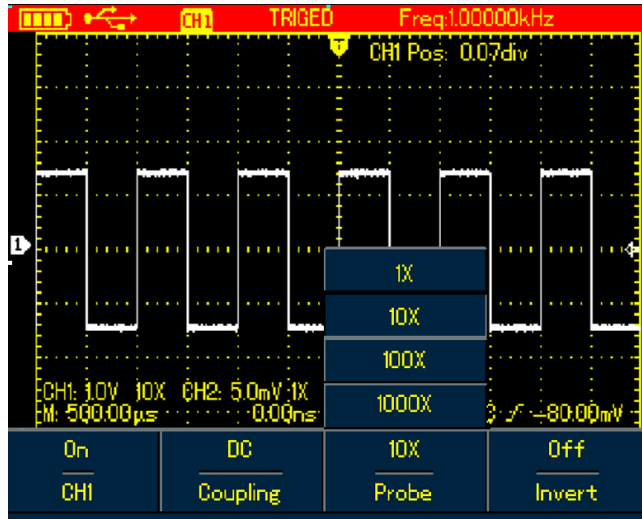 CH1 TRIGED Freq:1.00000kHz
T
CH1 Pos: 0.07div
1
1X
10X
100X
1000X
CH1: 1.0V 10X CH2: 5.0mV 1X
M: 500.00μs 0.00ns -80.00mV
On DC 10X Off
CH1 Coupling Probe Invert